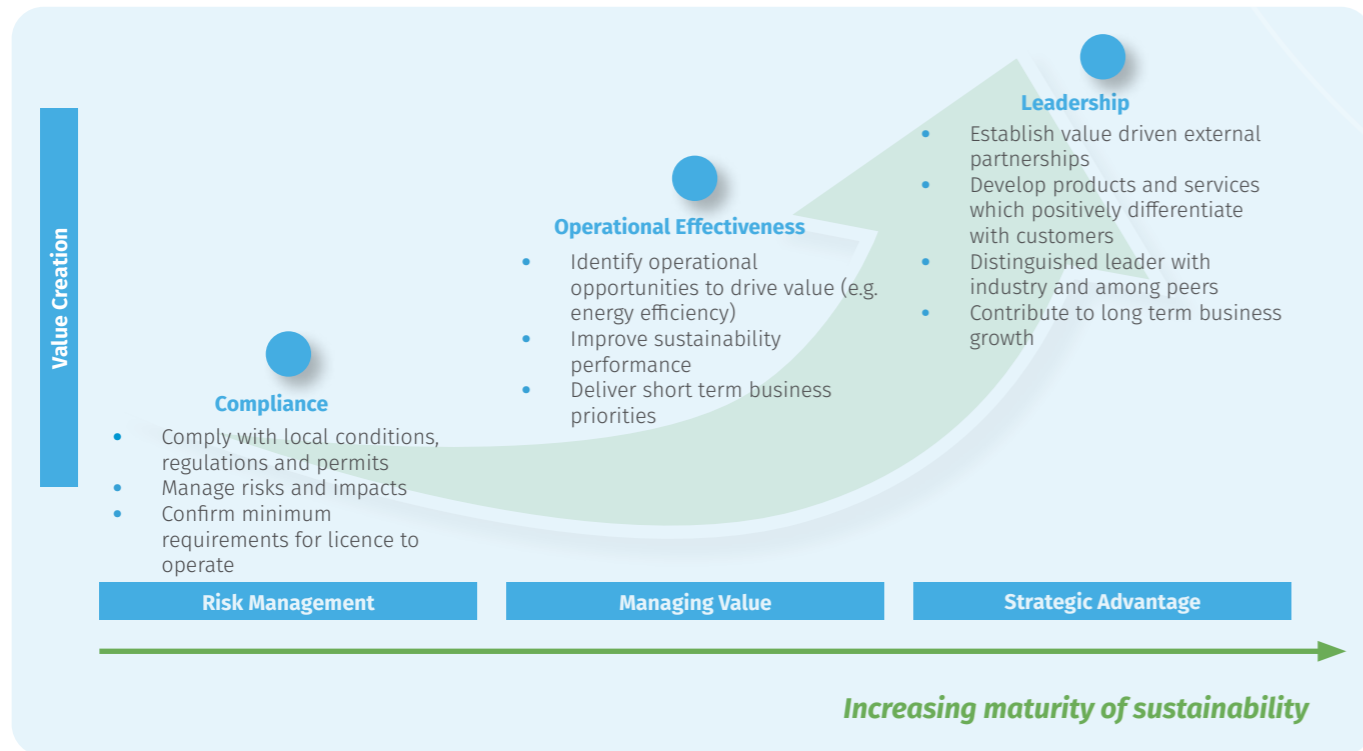 Value Creation
Compliance
• Comply with local conditions,
regulations and permits
• Manage risks and impacts
• Confirm minimum
requirements for licence to
operate
Operational Effectiveness
• Identify operational
opportunities to drive value (e.g.
energy efficiency)
• Improve sustainability
performance
• Deliver short term business
priorities
Leadership
• Establish value driven external
partnerships
• Develop products and services
which positively differentiate
with customers
• Distinguished leader with
industry and among peers
• Contribute to long term business
growth
Risk Management
Managing Value
Strategic Advantage
Increasing maturity of sustainability